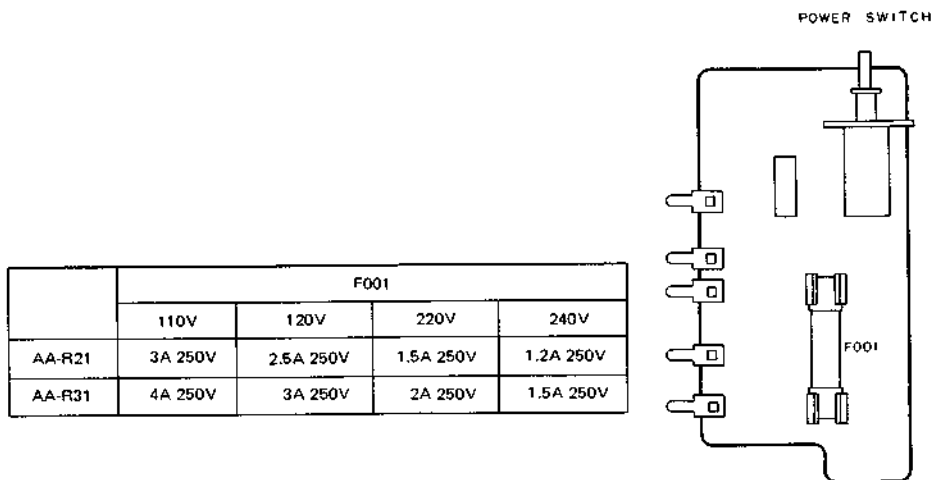 POWER SWITCH
F001
110V 120V 220V 240V
AA-R21 3A 250V 2.5A 250V 1.5A 250V 1.2A 250V
AA-R31 4A 250V 3A 250V 2A 250V 1.5A 250V
F001